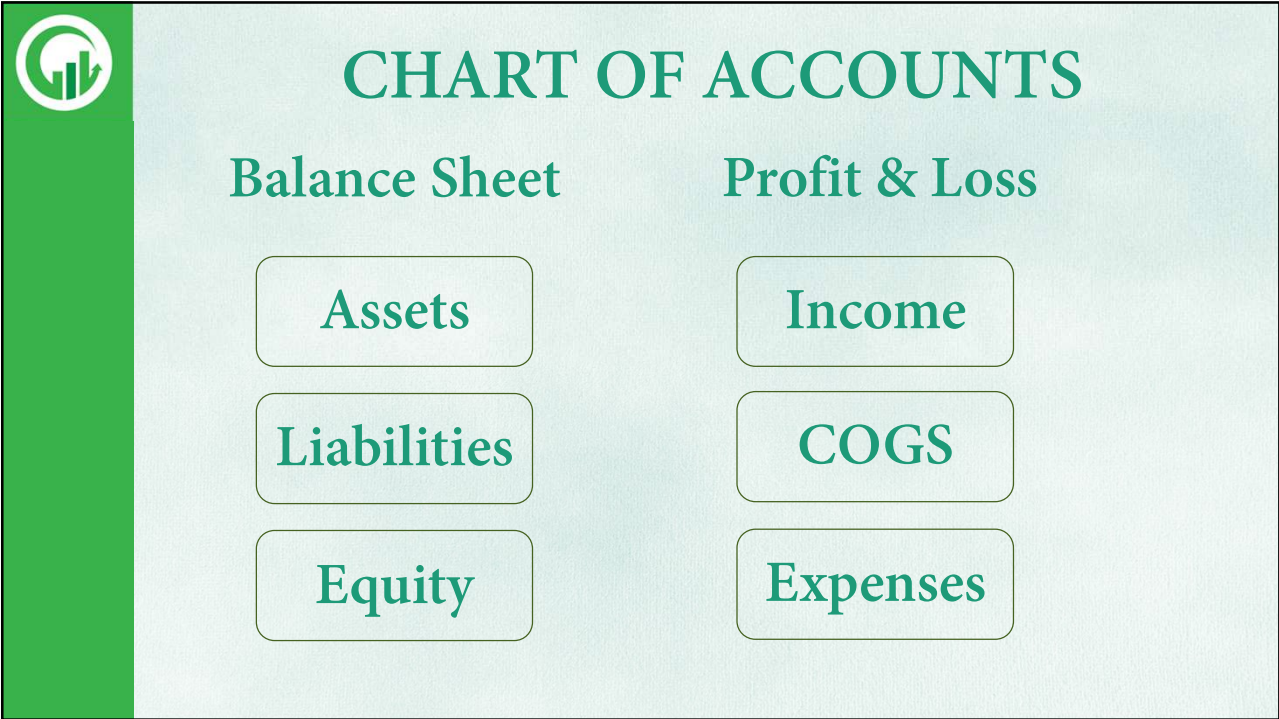 CHART OF ACCOUNTS
Balance Sheet
Assets
Liabilities
Equity
Profit & Loss
Income
COGS
Expenses